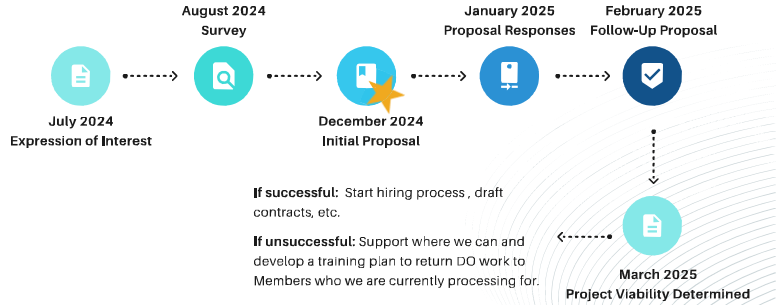 July 2024
Expression of Interest
August 2024
Survey
December 2024
Initial Proposal
January 2025
Proposal Responses
February 2025
Follow-Up Proposal
March 2025
Project Viability Determined
If successful: Start hiring process , draft
contracts, etc.
If unsuccessful: Support where we can and
develop a training plan to return DO work to
Members who we are currently processing for.